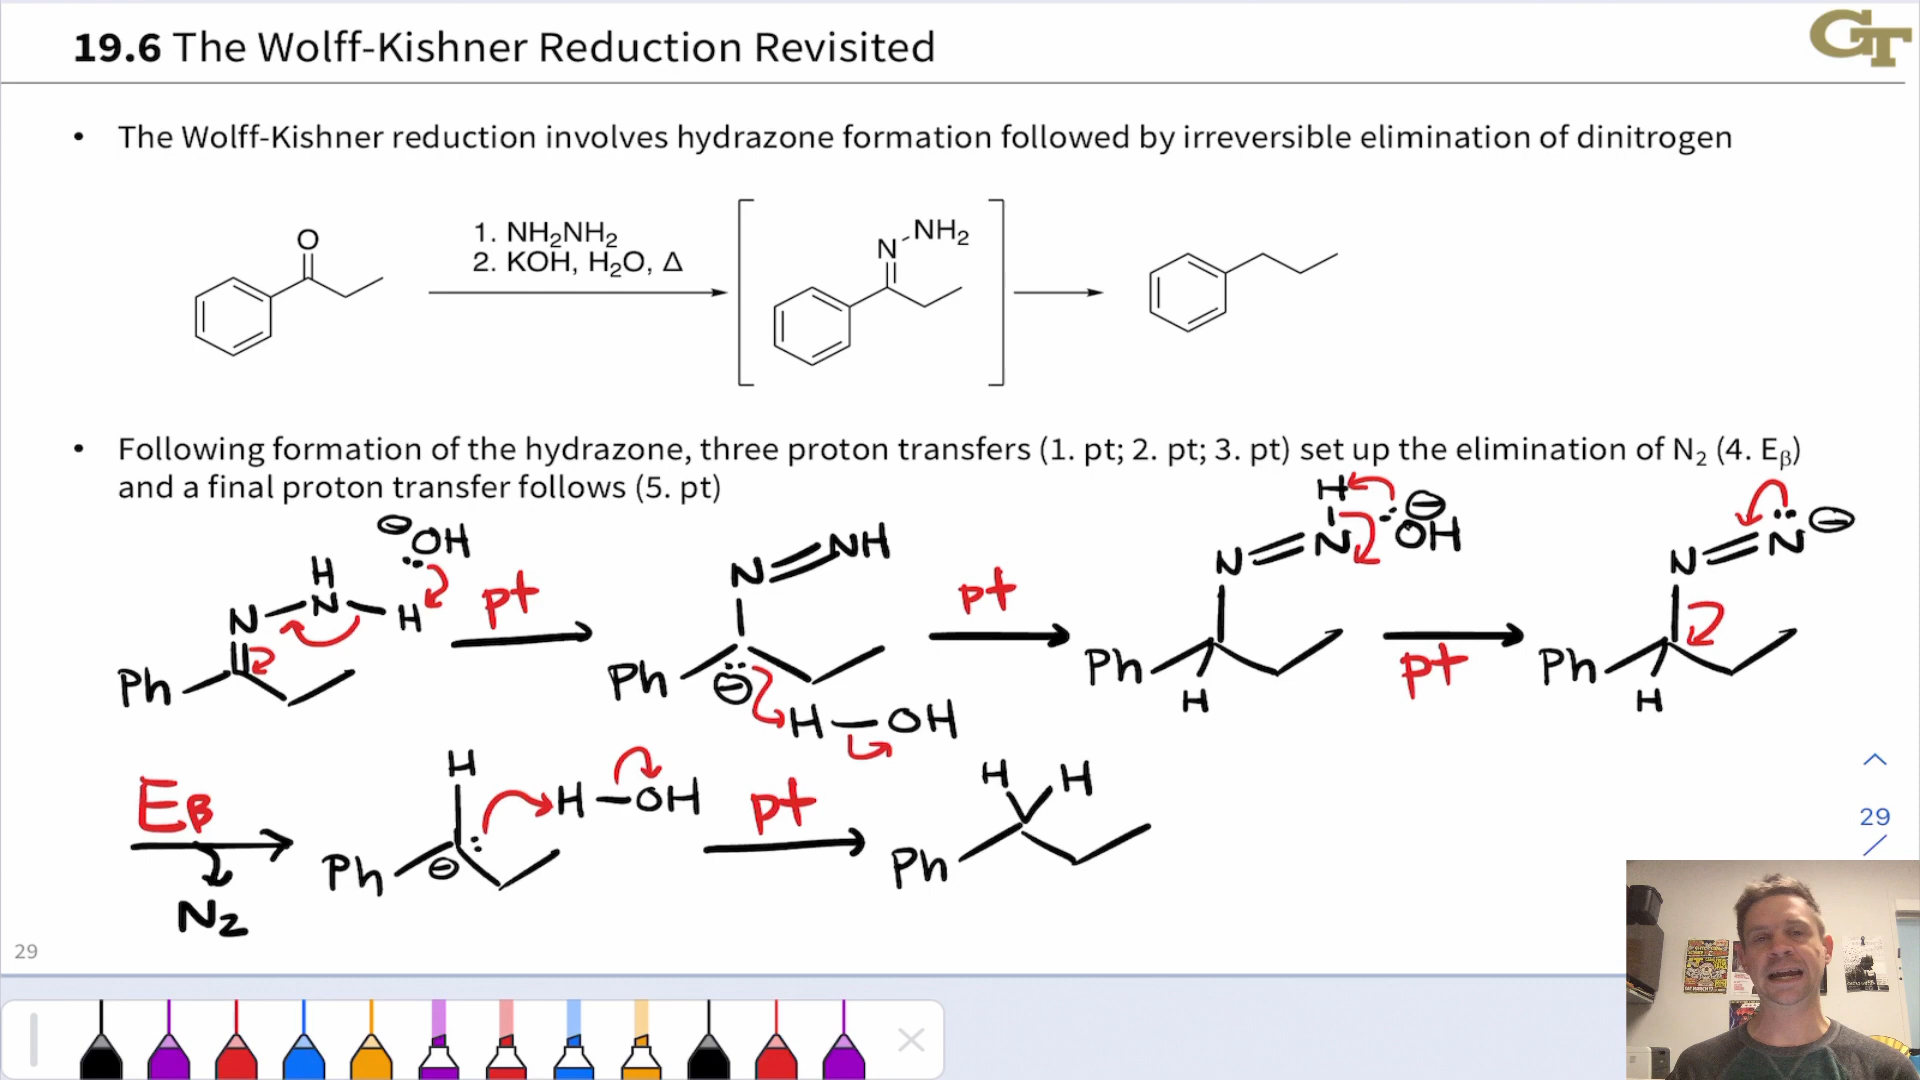 19.6 The Wolff-Kishner Reduction Revisited
GT
• The Wolff-Kishner reduction involves hydrazone formation followed by irreversible elimination of dinitrogen
O
1. NH₂NH₂
2. KOH, H₂O, Δ
N
NH₂
• Following formation of the hydrazone, three proton transfers (1. pt; 2. pt; 3. pt) set up the elimination of N₂ (4. Eᵦ)
and a final proton transfer follows (5. pt)
H N–N–H ⊖OH Ph
pt
N=NH Ph ⊖ H–OH
pt
N=N H ⊖OH Ph H
pt
N=N ⊖ Ph H
Eβ
N₂
H Ph ⊖ H–OH
pt
H H Ph
29
29